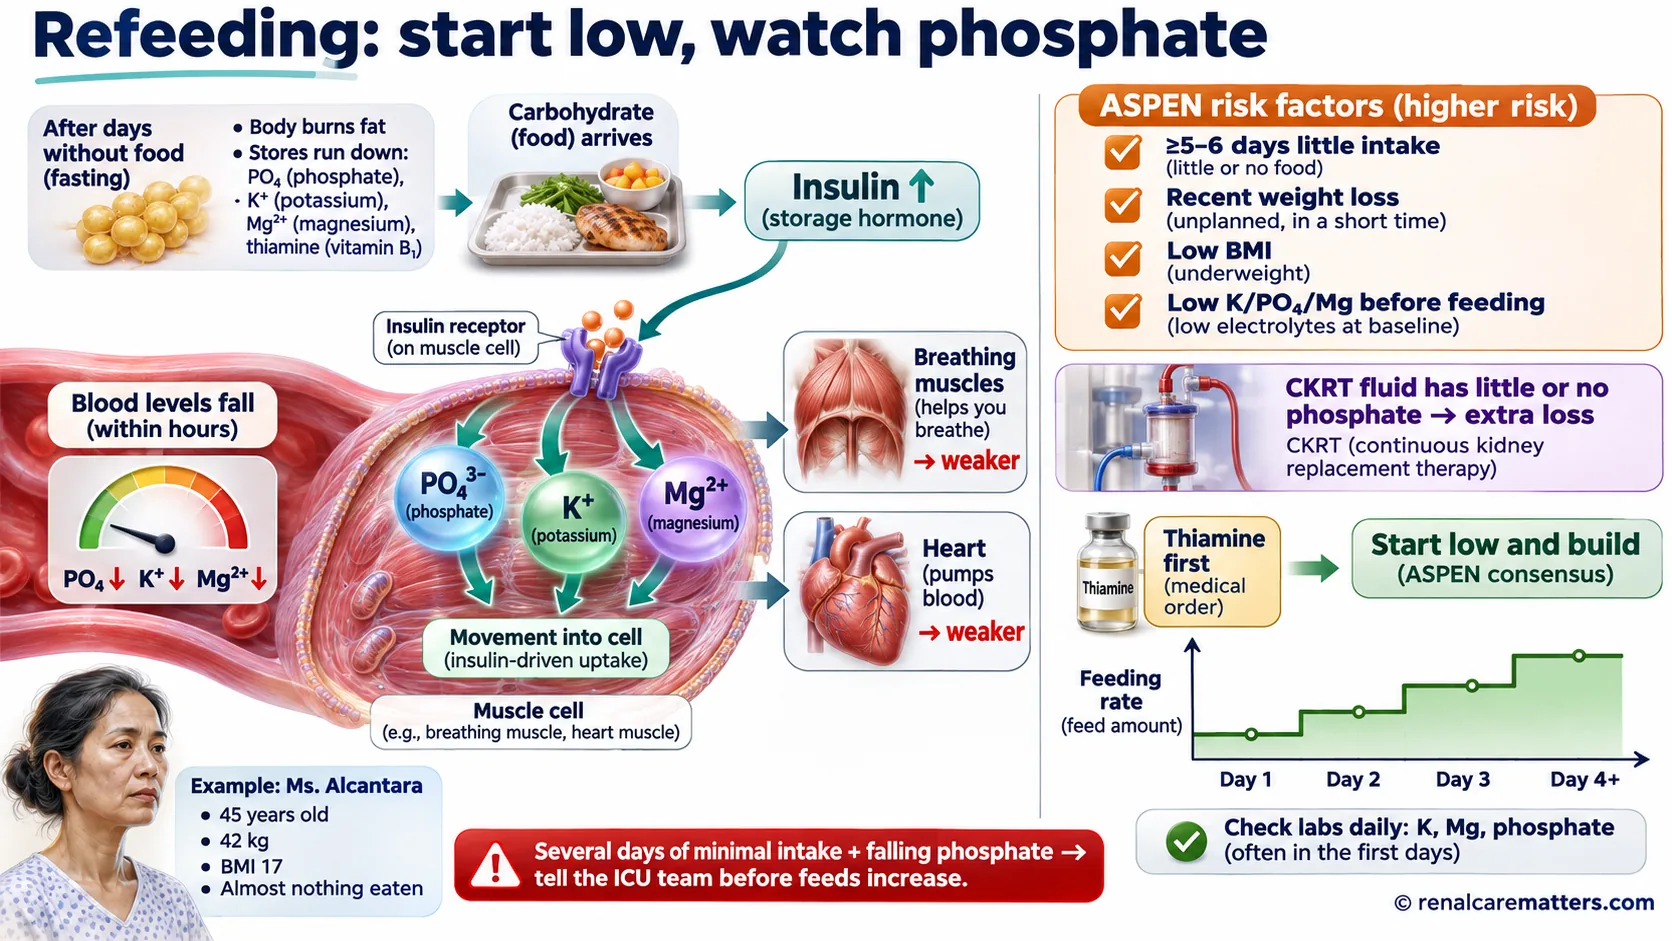 Refeeding: start low, watch phosphate
After days
without food
(fasting)
• Body burns fat
• Stores run down:
PO₄ (phosphate),
· K⁺ (potassium),
Mg²⁺ (magnesium),
thiamine (vitamin B₁)
Carbohydrate
(food) arrives
Insulin ↑
(storage hormone)
Insulin receptor
(on muscle cell)
Blood levels fall
(within hours)
PO₄ ↓ K⁺ ↓ Mg²⁺ ↓
PO₄³⁻
(phosphate)
K⁺
(potassium)
Mg²⁺
(magnesium)
Movement into cell
(insulin-driven uptake)
Muscle cell
(e.g., breathing muscle, heart muscle)
Breathing
muscles
(helps you
breathe)
→ weaker
Heart
(pumps
blood)
→ weaker
Example: Ms. Alcantara
• 45 years old
• 42 kg
• BMI 17
• Almost nothing eaten
Several days of minimal intake + falling phosphate →
tell the ICU team before feeds increase.
ASPEN risk factors (higher risk)
≥5–6 days little intake
(little or no food)
Recent weight loss
(unplanned, in a short time)
Low BMI
(underweight)
Low K/PO₄/Mg before feeding
(low electrolytes at baseline)
CKRT fluid has little or no
phosphate → extra loss
CKRT (continuous kidney
replacement therapy)
Thiamine
Thiamine
first
(medical
order)
Start low and build
(ASPEN consensus)
Feeding
rate
(feed amount)
Day 1 Day 2 Day 3 Day 4+
Check labs daily: K, Mg, phosphate
(often in the first days)
© renalcarematters.com